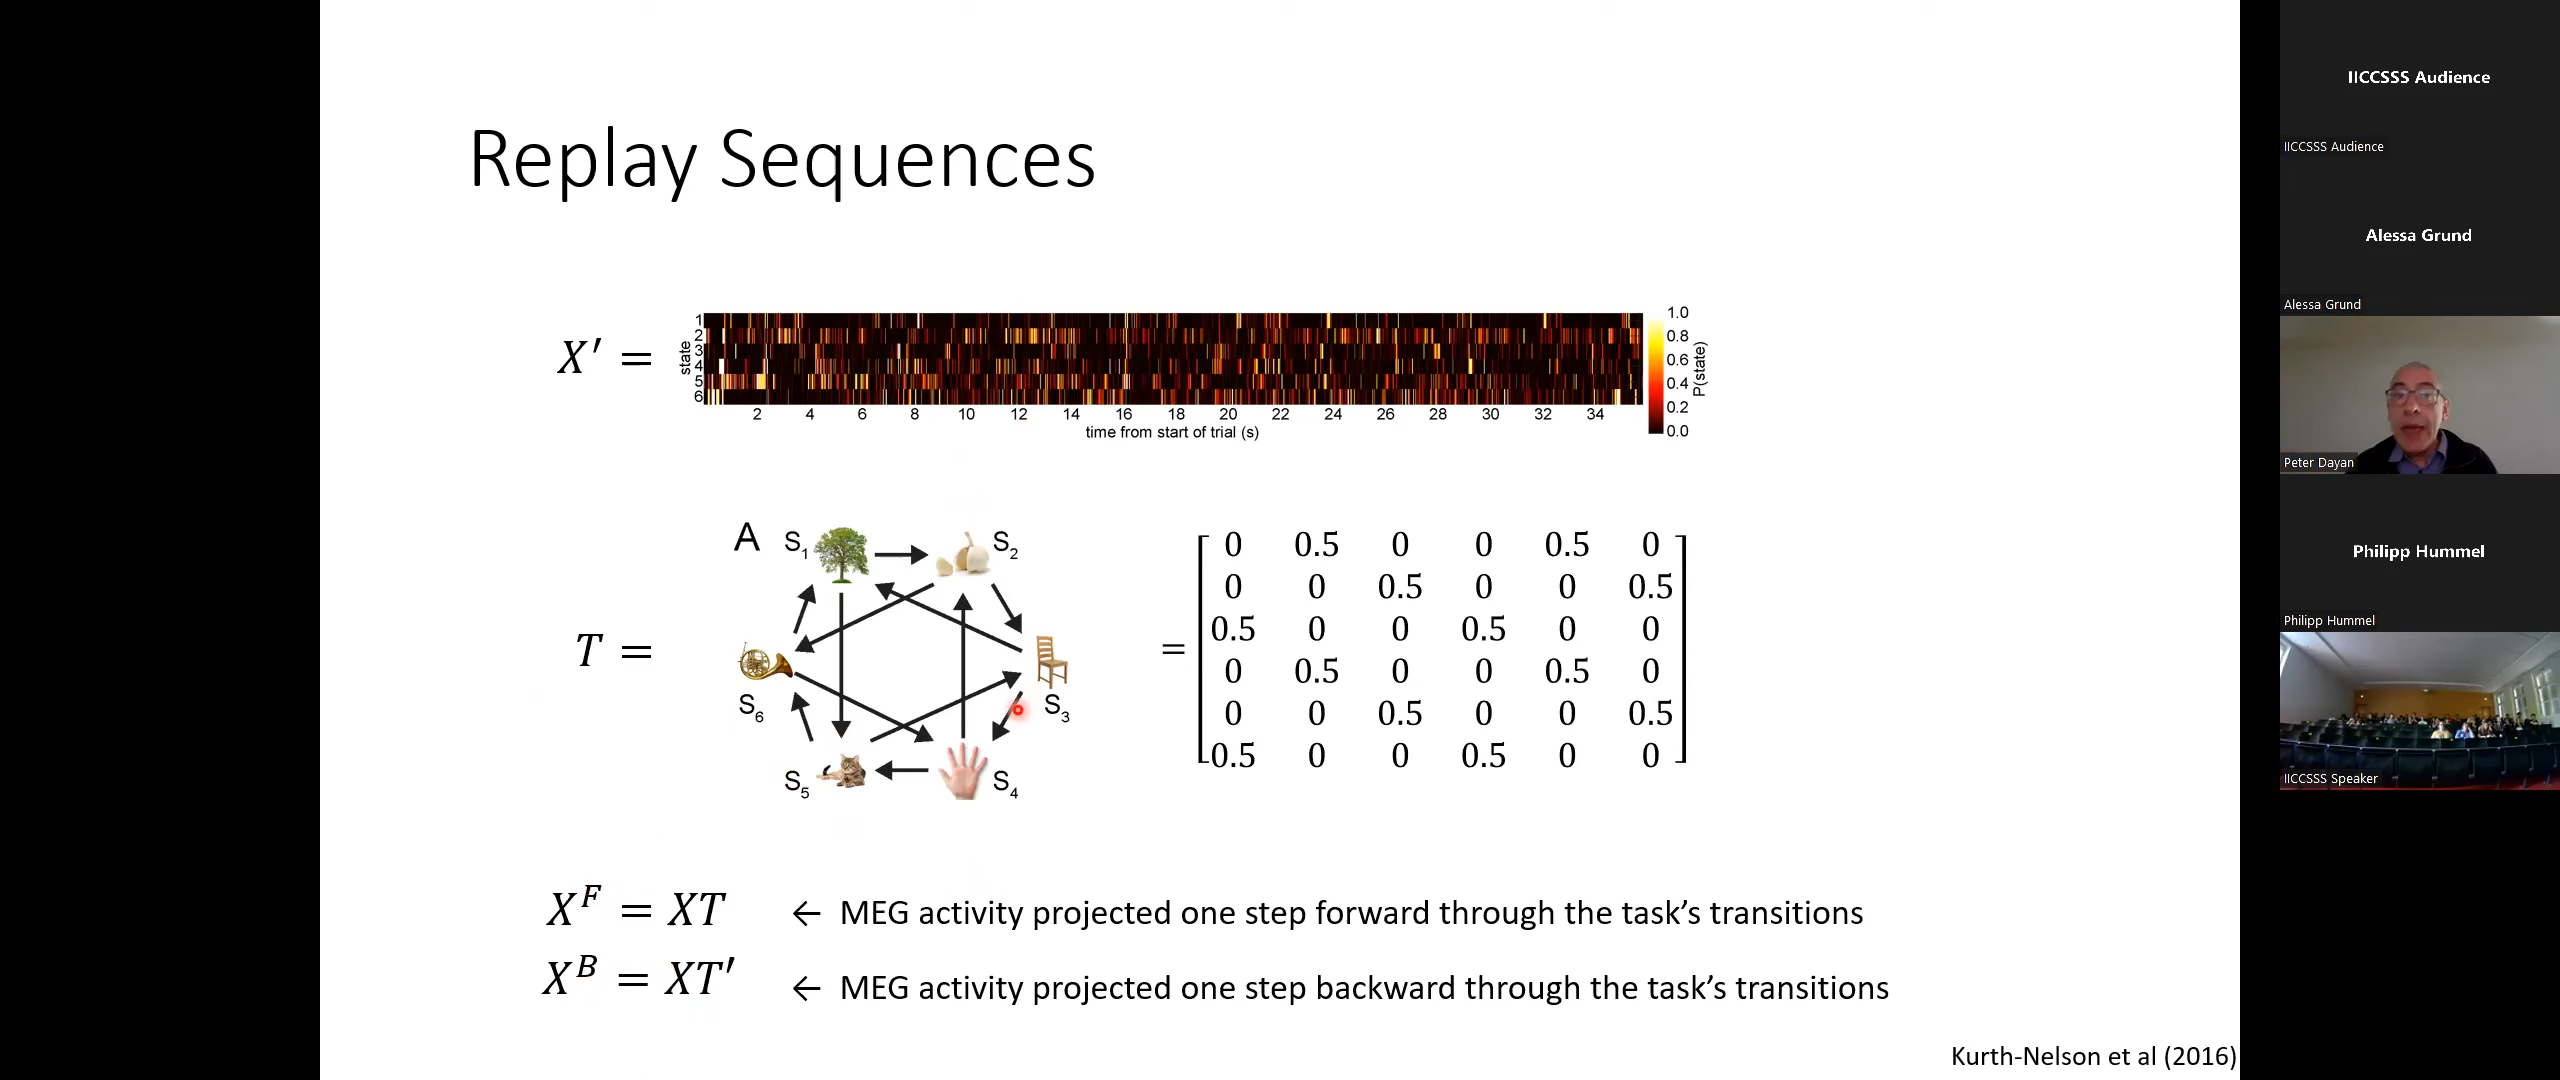 Replay Sequences
X′ =
state
1
2
3
4
5
6
2 4 6 8 10 12 14 16 18 20 22 24 26 28 30 32 34
time from start of trial (s)
1.0
0.8
0.6
0.4
0.2
0.0
P(state)
T =
A
S₁
S₂
S₃
S₄
S₅
S₆
=
0 0.5 0 0 0.5 0
0 0 0.5 0 0 0.5
0.5 0 0 0.5 0 0
0 0.5 0 0 0.5 0
0 0 0.5 0 0 0.5
0.5 0 0 0.5 0 0
Xᶠ = XT ← MEG activity projected one step forward through the task’s transitions
Xᴮ = XT′ ← MEG activity projected one step backward through the task’s transitions
Kurth-Nelson et al (2016)
IICCSSS Audience
IICCSSS Audience
Alessa Grund
Alessa Grund
Peter Dayan
Philipp Hummel
Philipp Hummel
IICCSSS Speaker